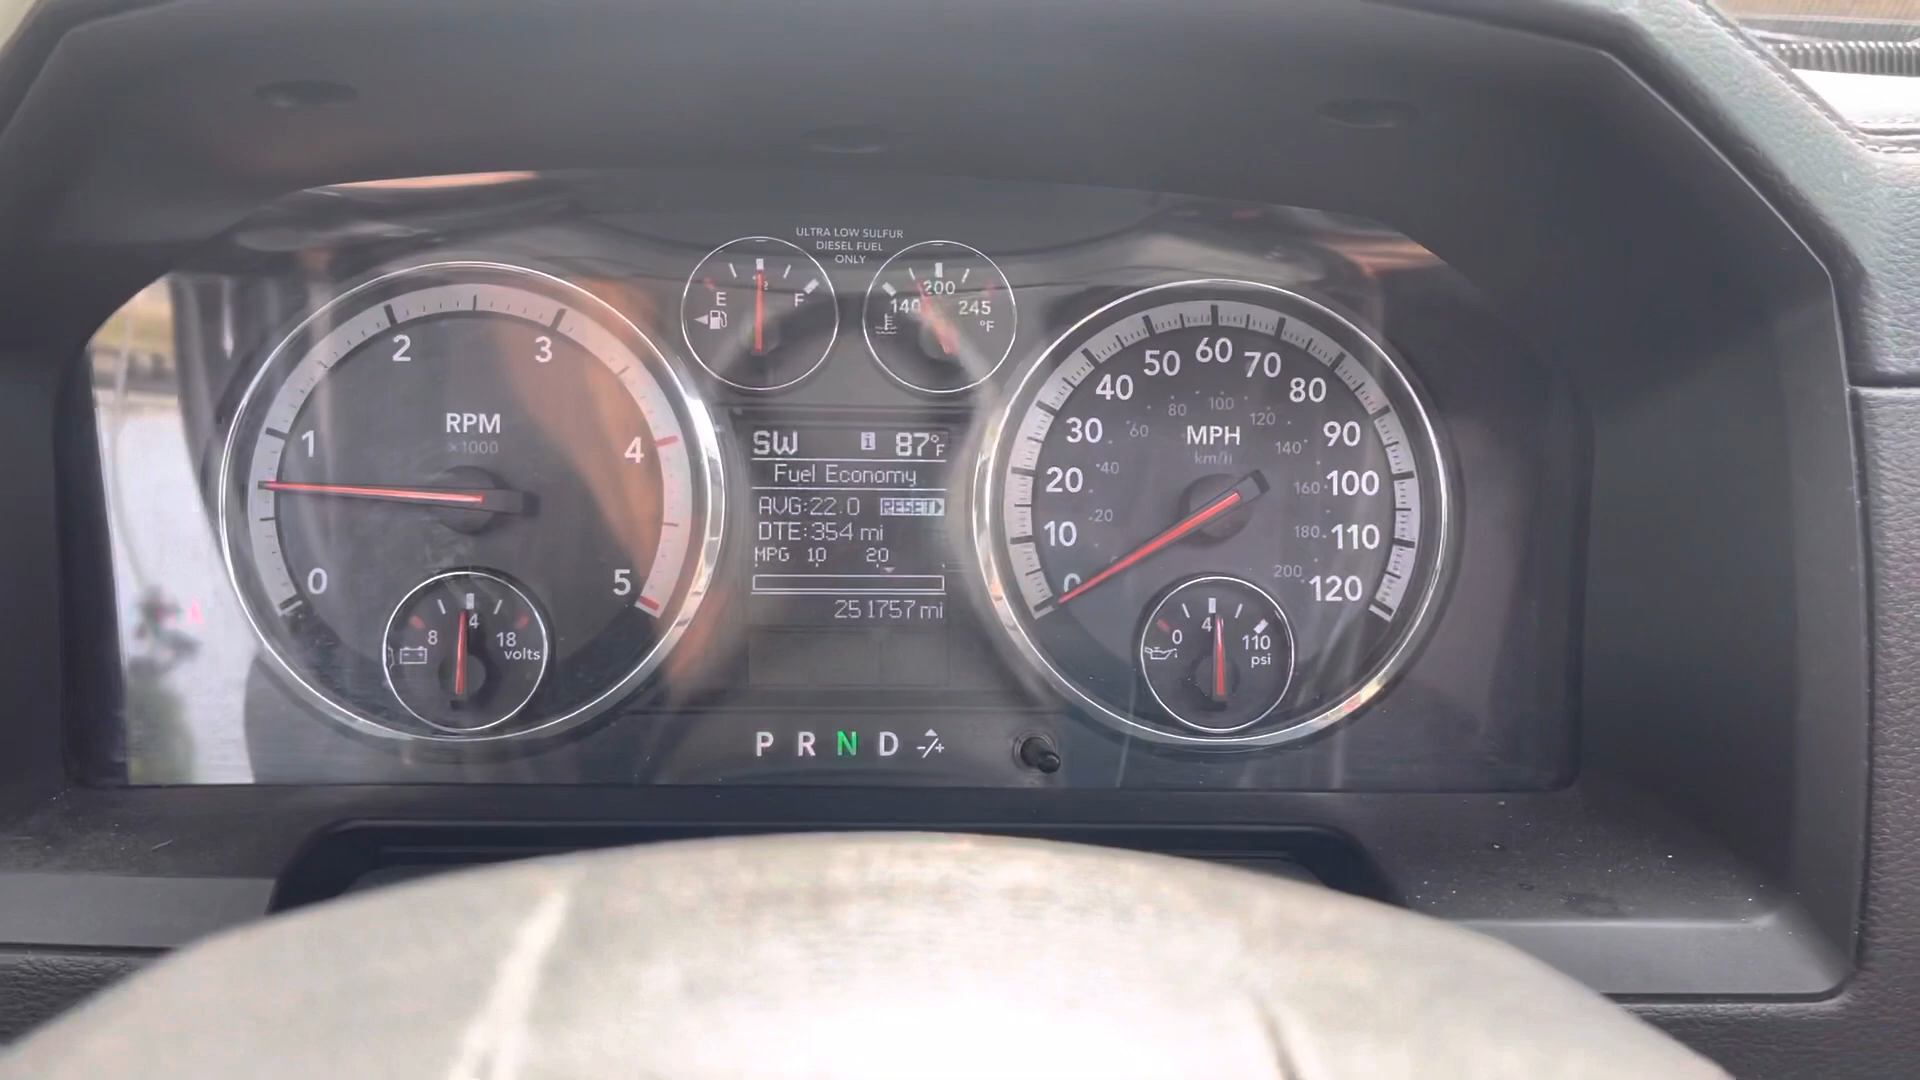 ULTRA LOW SULFUR
DIESEL FUEL
ONLY
E F
140 200 245
°F
0 1 2 3 4 5
RPM
x1000
8 18
volts
SW i 87°F
Fuel Economy
AVG:22.0 RESET
DTE:354 mi
MPG 10 20
251757 mi
P R N D -/+
0 10 20 30 40 50 60 70 80 90 100 110 120
MPH
km/h
20 40 60 80 100 120 140 160 180 200
0 110
psi